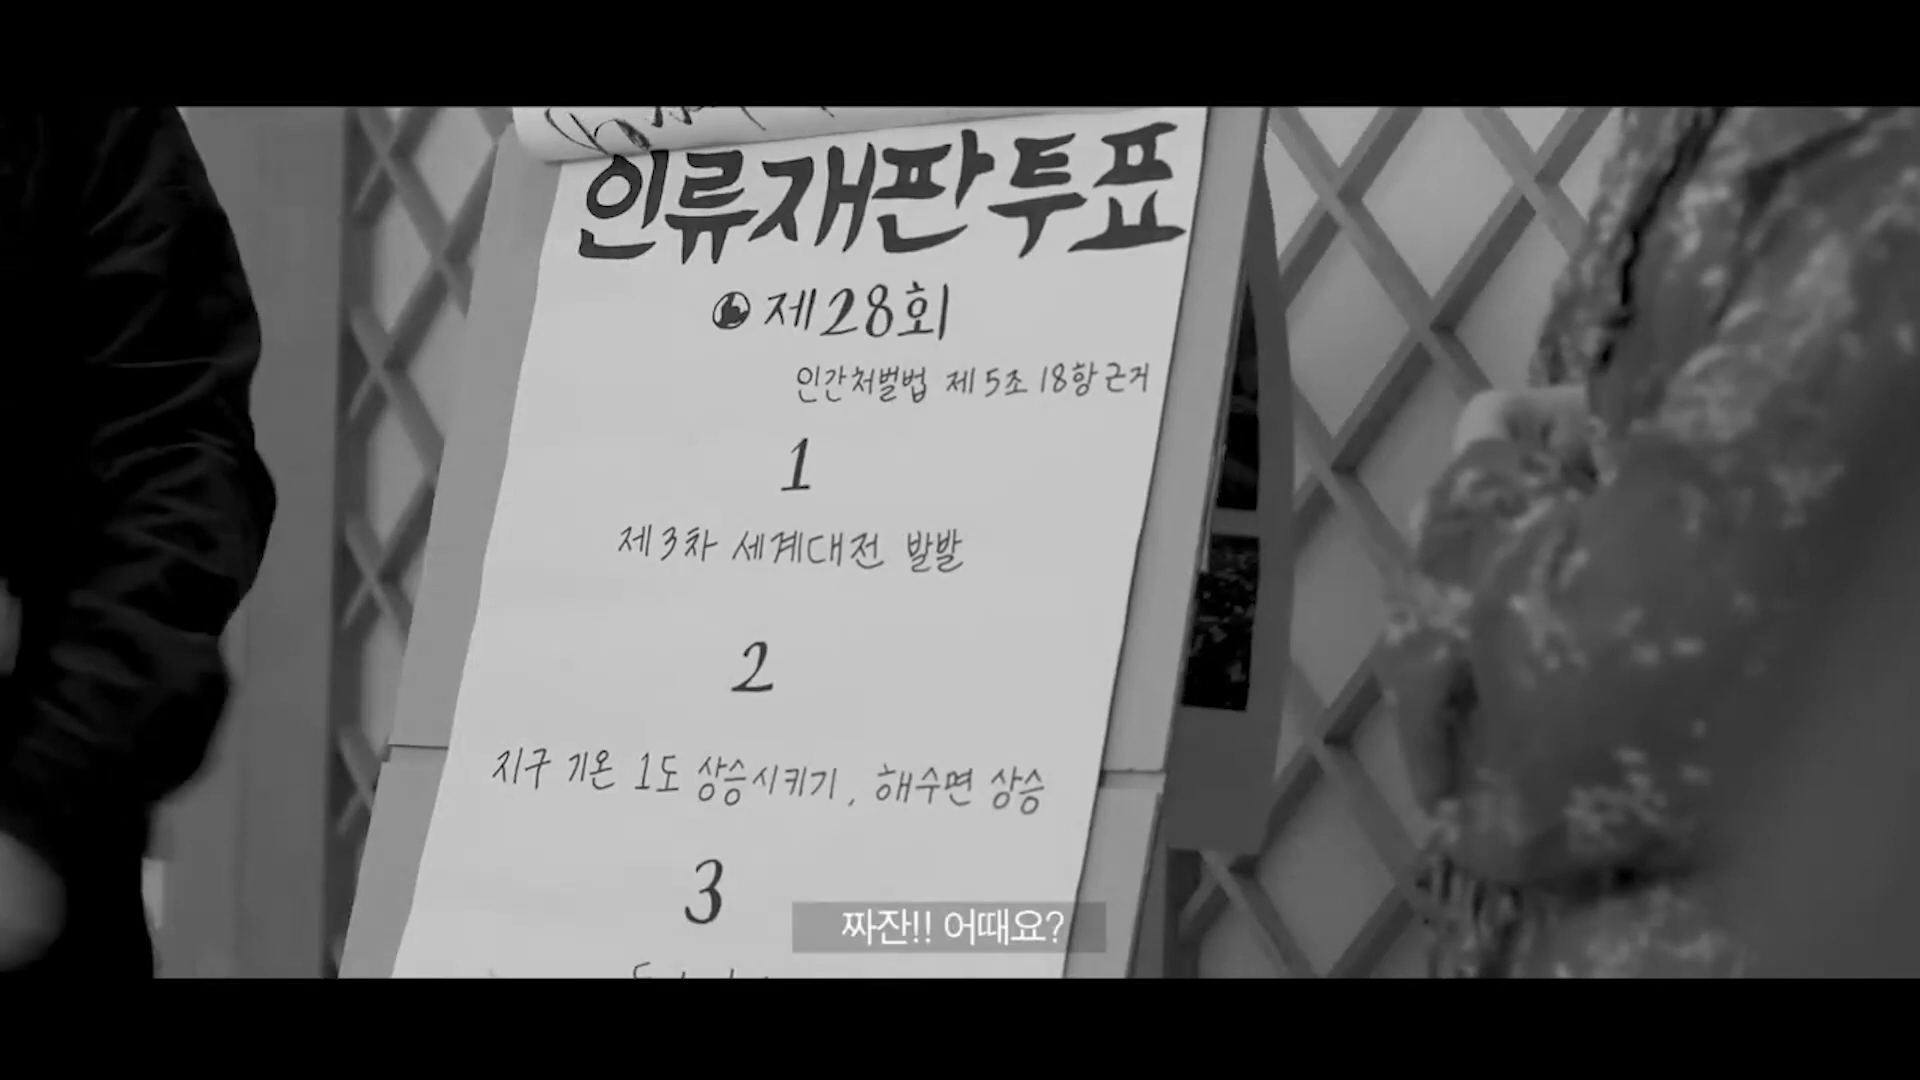 인류재판투표
제28회
인간처벌법 제5조 18항 근거
1
제3차 세계대전 발발
2
지구 기온 1도 상승시키기, 해수면 상승
3
짜잔!! 어때요?